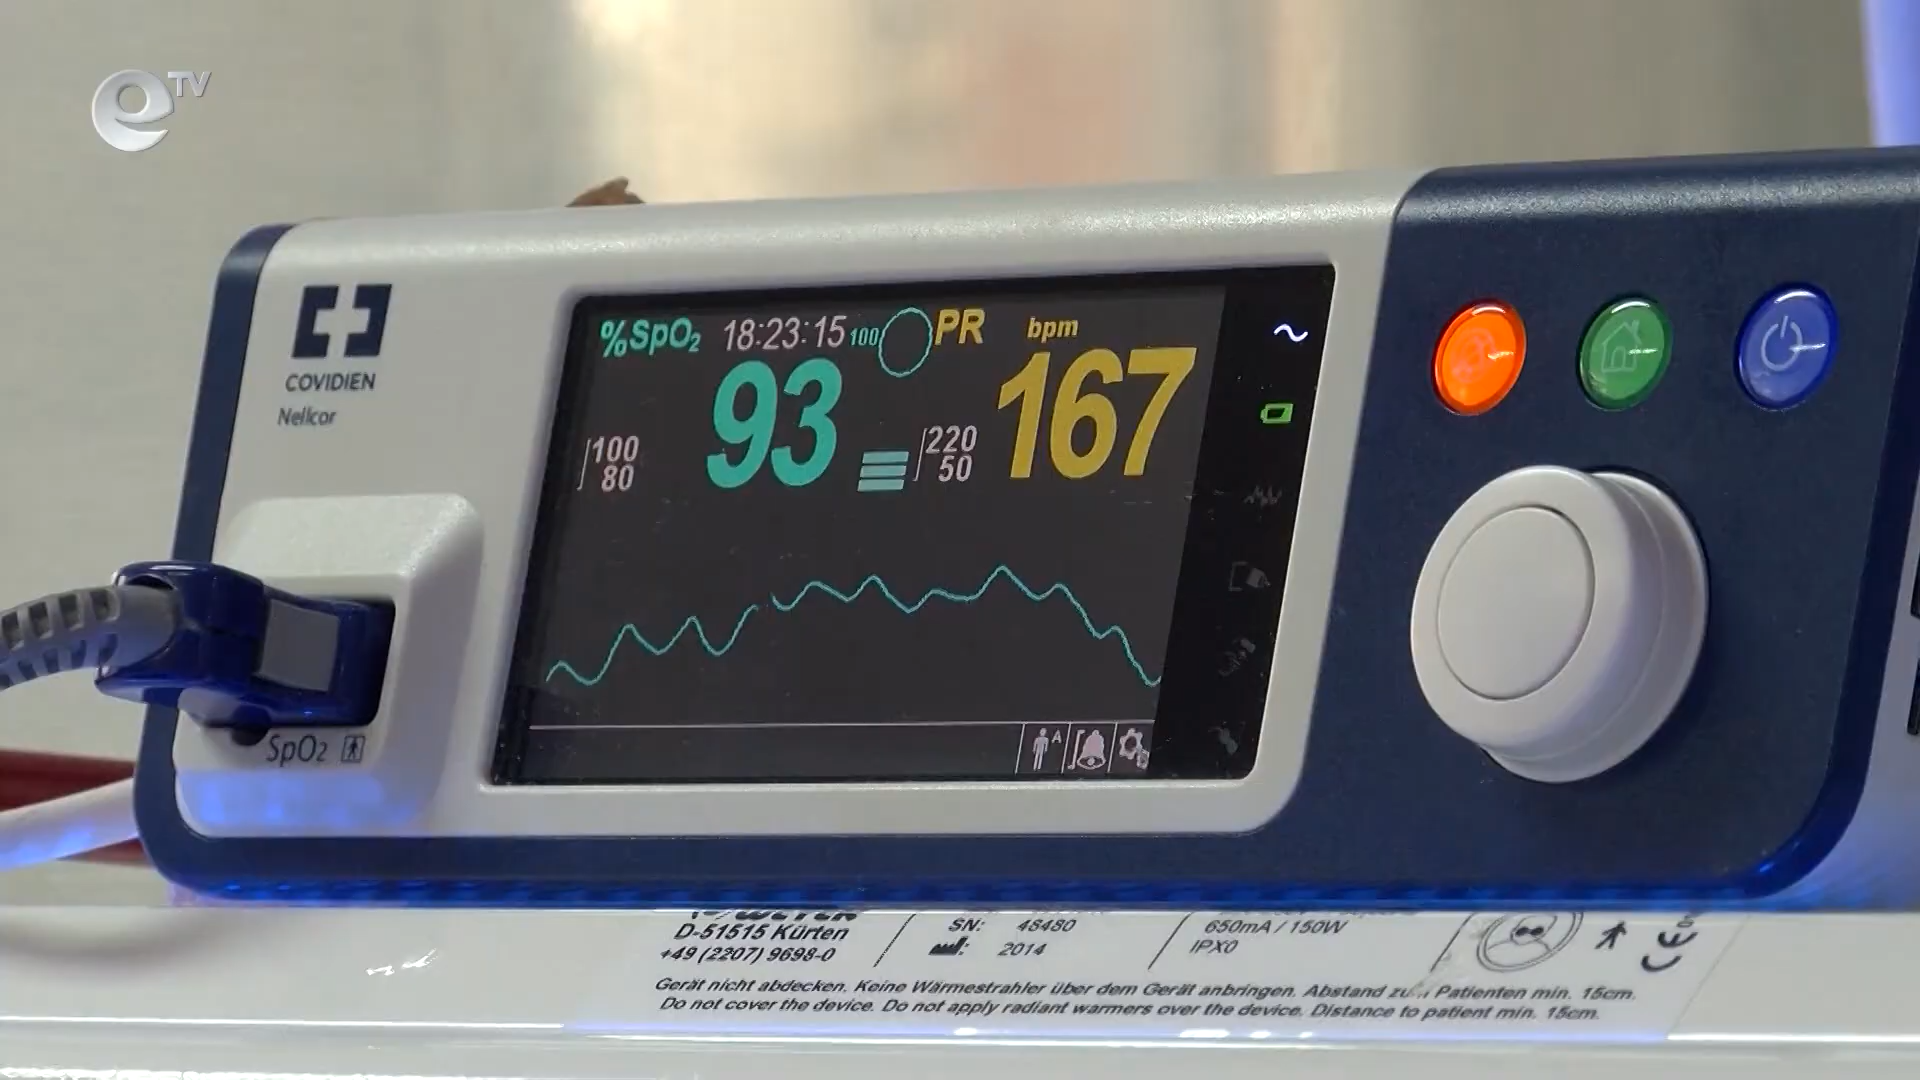 e TV
COVIDIEN
Nellcor
%SpO₂ 18:23:15 100 PR bpm
100
80
93
220
50
167
A
SpO₂
D-51515 Kürten
+49 (2207) 9698-0
SN: 48480
2014
650mA / 150W
IPX0
CE
Gerät nicht abdecken. Keine Wärmestrahler über dem Gerät anbringen. Abstand zum Patienten min. 15cm.
Do not cover the device. Do not apply radiant warmers over the device. Distance to patient min. 15cm.